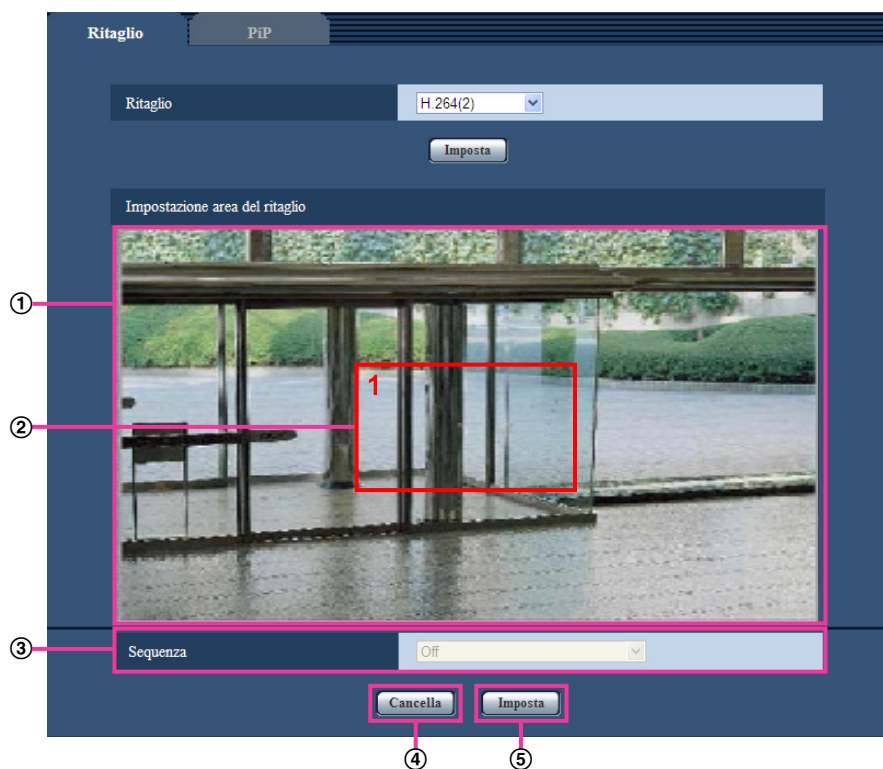 Ritaglio PiP
Ritaglio H.264(2)
Imposta
Impostazione area del ritaglio
①
1
②
③ Sequenza Off
Cancella Imposta
④ ⑤